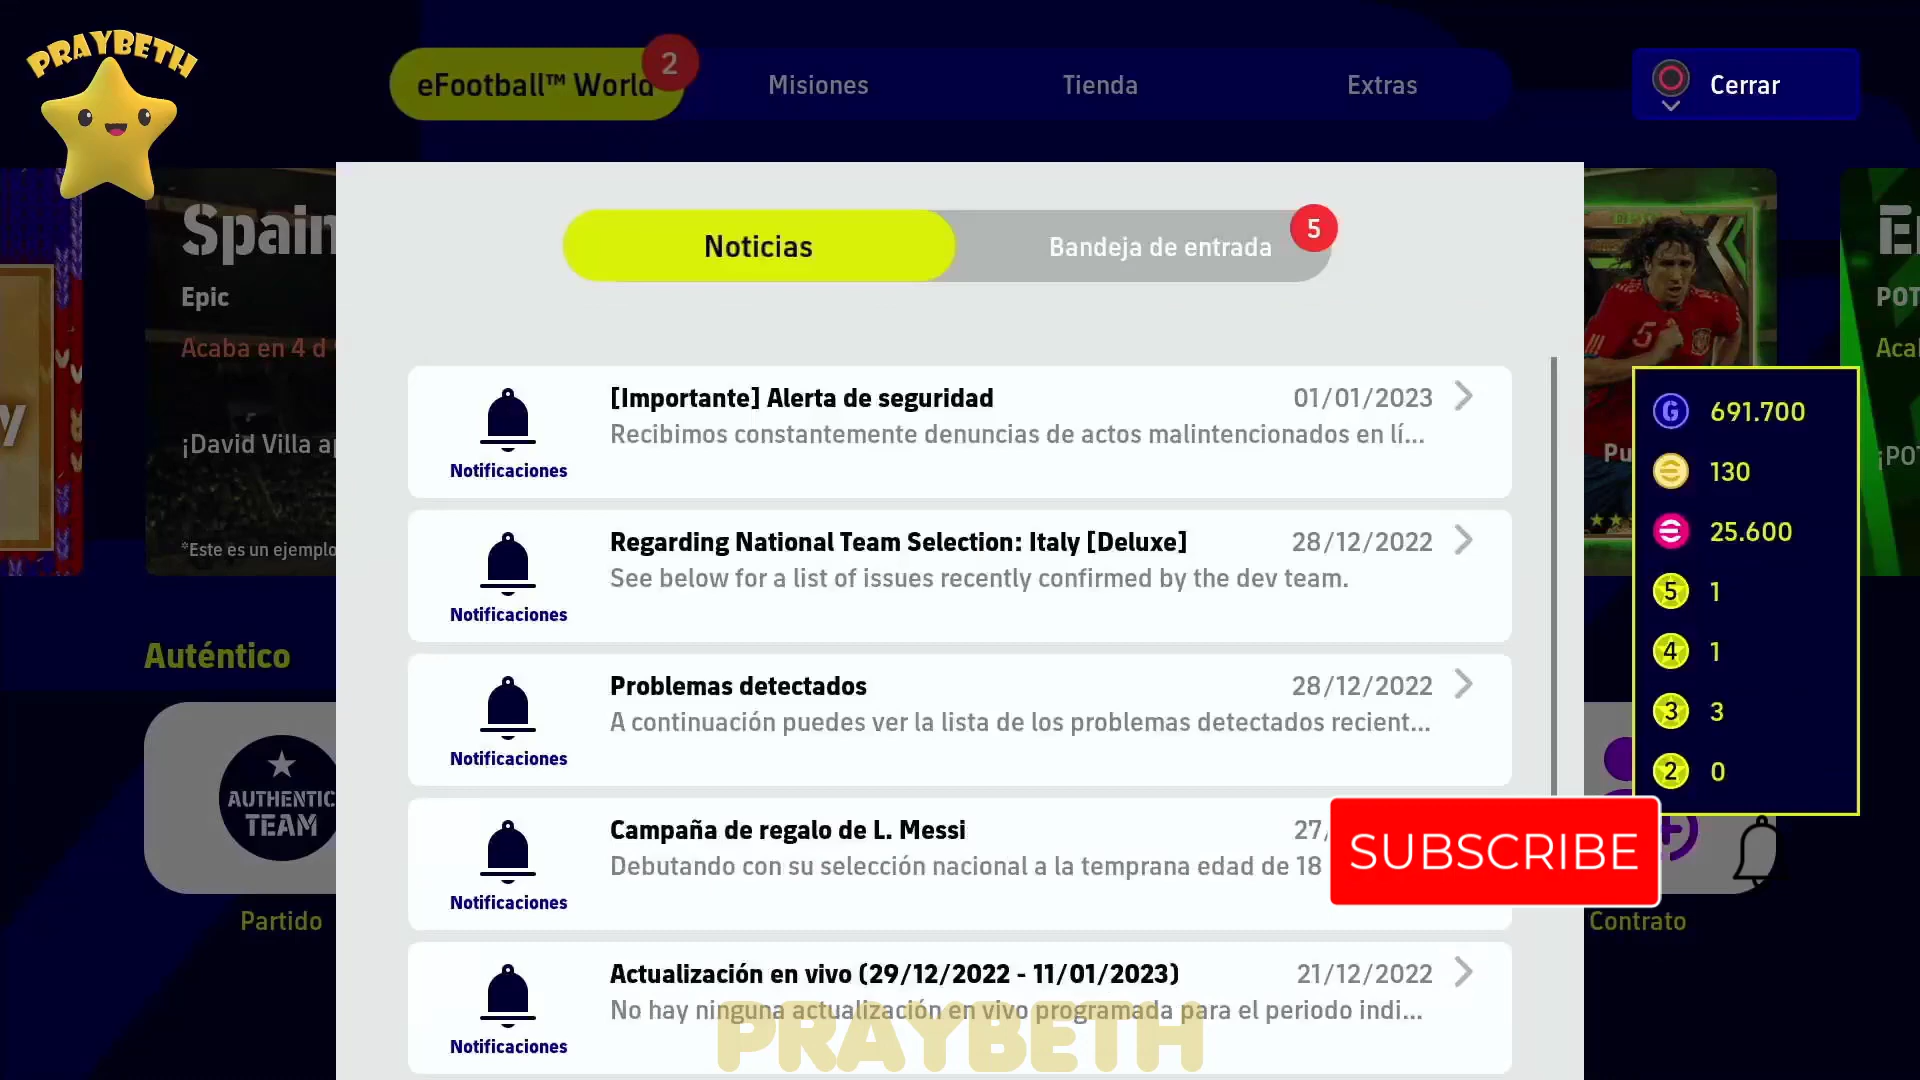 PRAYBETH
eFootball™ World
2
Misiones
Tienda
Extras
Cerrar
Noticias
Bandeja de entrada
5
Spain
Epic
Acaba en 4 d
¡David Villa
*Este es un ejemplo
[Importante] Alerta de seguridad
01/01/2023
Recibimos constantemente denuncias de actos malintencionados en lí...
Notificaciones
Regarding National Team Selection: Italy [Deluxe]
28/12/2022
See below for a list of issues recently confirmed by the dev team.
Notificaciones
Problemas detectados
28/12/2022
A continuación puedes ver la lista de los problemas detectados recient...
Notificaciones
Campaña de regalo de L. Messi
27/
Debutando con su selección nacional a la temprana edad de 18
Notificaciones
Actualización en vivo (29/12/2022 - 11/01/2023)
21/12/2022
No hay ninguna actualización en vivo programada para el periodo indi...
Notificaciones
Auténtico
AUTHENTIC
TEAM
Partido
5
Pu
POT
Aca
¡PO
G 691.700
130
25.600
5 1
4 1
3 3
2 0
SUBSCRIBE
Contrato
PRAYBETH